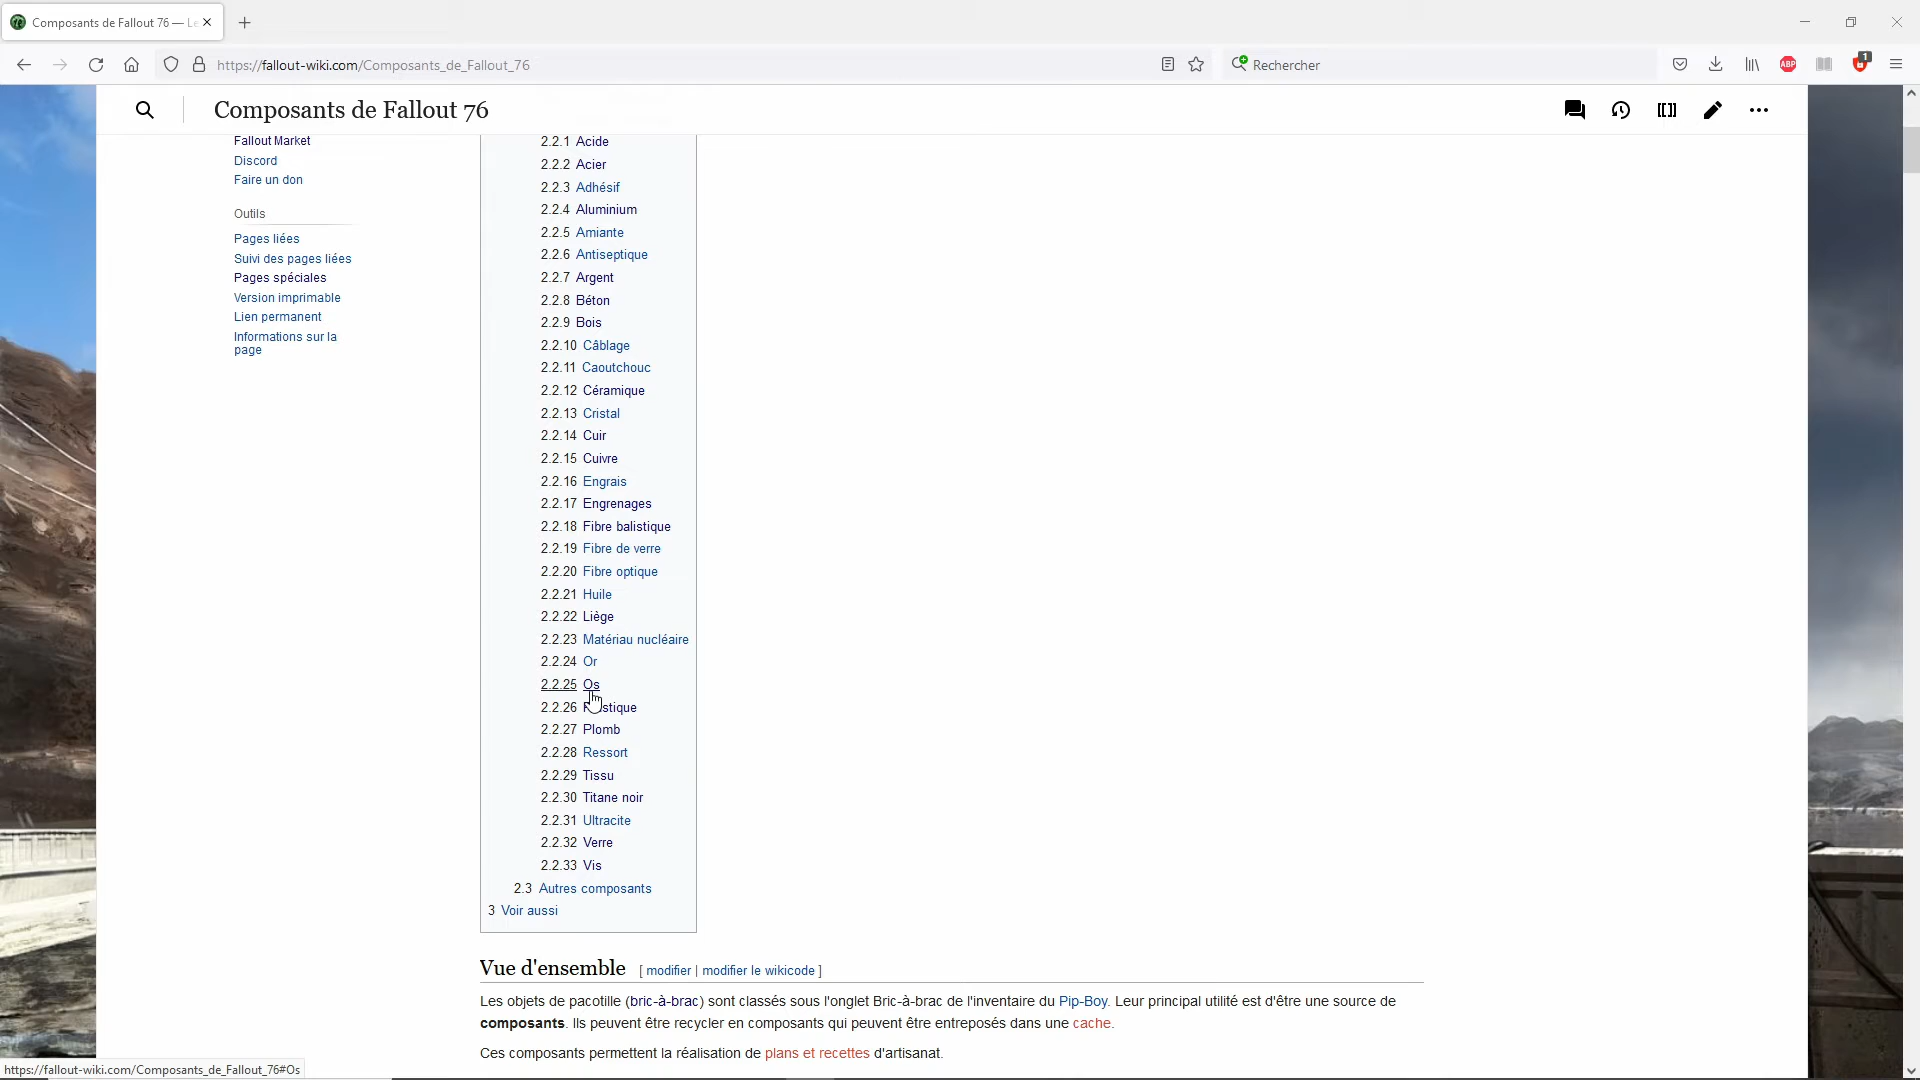 Composants de Fallout 76 — Le
https://fallout-wiki.com/Composants_de_Fallout_76
Rechercher
ABP
1
Composants de Fallout 76
Fallout Market
Discord
Faire un don
Outils
Pages liées
Suivi des pages liées
Pages spéciales
Version imprimable
Lien permanent
Informations sur la
page
2.2.1 Acide
2.2.2 Acier
2.2.3 Adhésif
2.2.4 Aluminium
2.2.5 Amiante
2.2.6 Antiseptique
2.2.7 Argent
2.2.8 Béton
2.2.9 Bois
2.2.10 Câblage
2.2.11 Caoutchouc
2.2.12 Céramique
2.2.13 Cristal
2.2.14 Cuir
2.2.15 Cuivre
2.2.16 Engrais
2.2.17 Engrenages
2.2.18 Fibre balistique
2.2.19 Fibre de verre
2.2.20 Fibre optique
2.2.21 Huile
2.2.22 Liège
2.2.23 Matériau nucléaire
2.2.24 Or
2.2.25 Os
2.2.26 Plastique
2.2.27 Plomb
2.2.28 Ressort
2.2.29 Tissu
2.2.30 Titane noir
2.2.31 Ultracite
2.2.32 Verre
2.2.33 Vis
2.3 Autres composants
3 Voir aussi
Vue d'ensemble [ modifier | modifier le wikicode ]
Les objets de pacotille (bric-à-brac) sont classés sous l'onglet Bric-à-brac de l'inventaire du Pip-Boy. Leur principal utilité est d'être une source de
composants. Ils peuvent être recycler en composants qui peuvent être entreposés dans une cache.
Ces composants permettent la réalisation de plans et recettes d'artisanat.
https://fallout-wiki.com/Composants_de_Fallout_76#Os